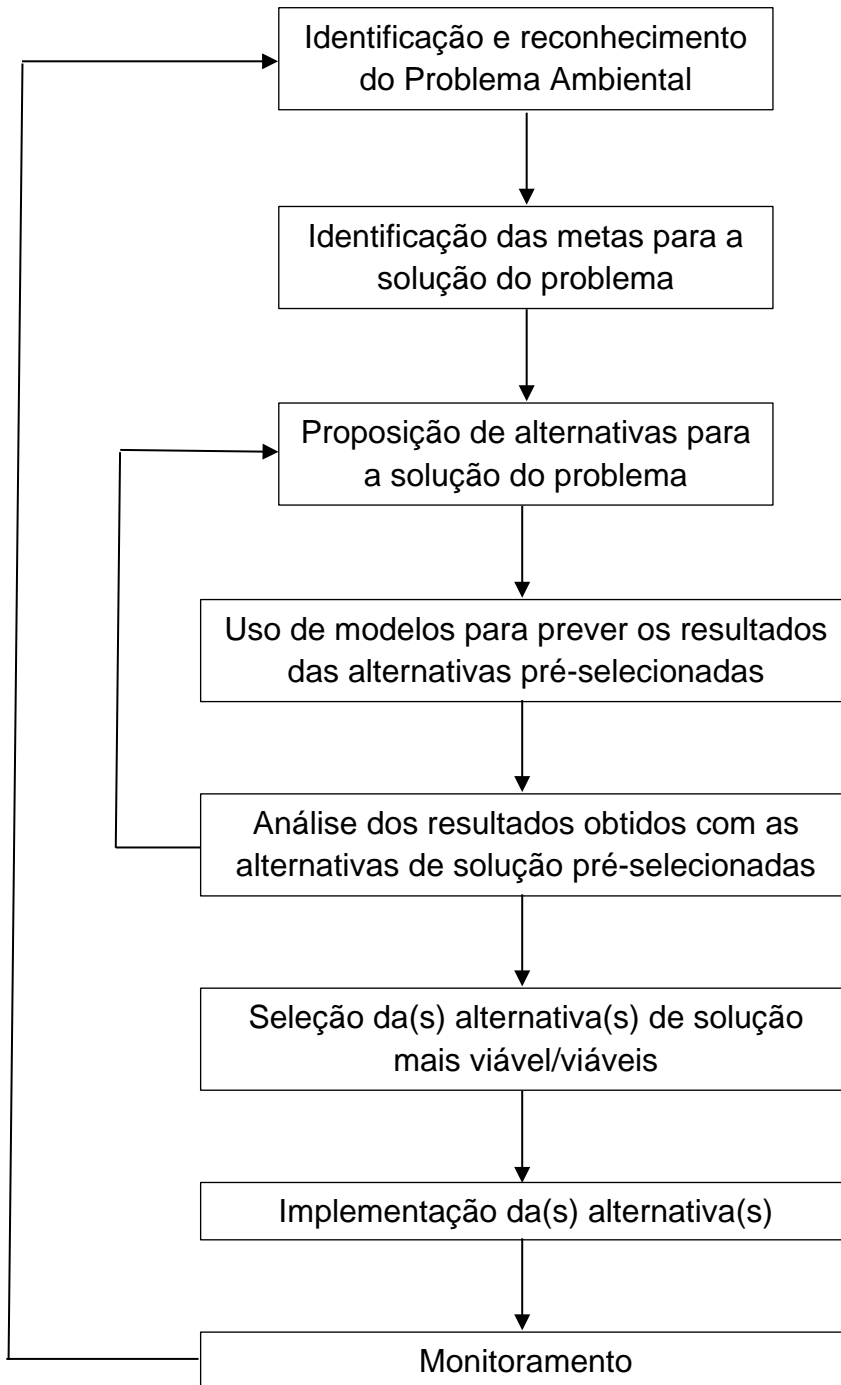 Identificação e reconhecimento
do Problema Ambiental
Identificação das metas para a
solução do problema
Proposição de alternativas para
a solução do problema
Uso de modelos para prever os resultados
das alternativas pré-selecionadas
Análise dos resultados obtidos com as
alternativas de solução pré-selecionadas
Seleção da(s) alternativa(s) de solução
mais viável/viáveis
Implementação da(s) alternativa(s)
Monitoramento